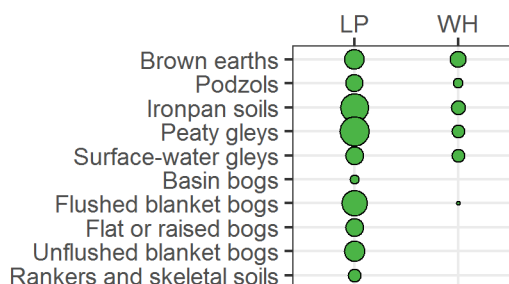 LP WH
Brown earths
Podzols
Ironpan soils
Peaty gleys
Surface-water gleys
Basin bogs
Flushed blanket bogs
Flat or raised bogs
Unflushed blanket bogs
Rankers and skeletal soils